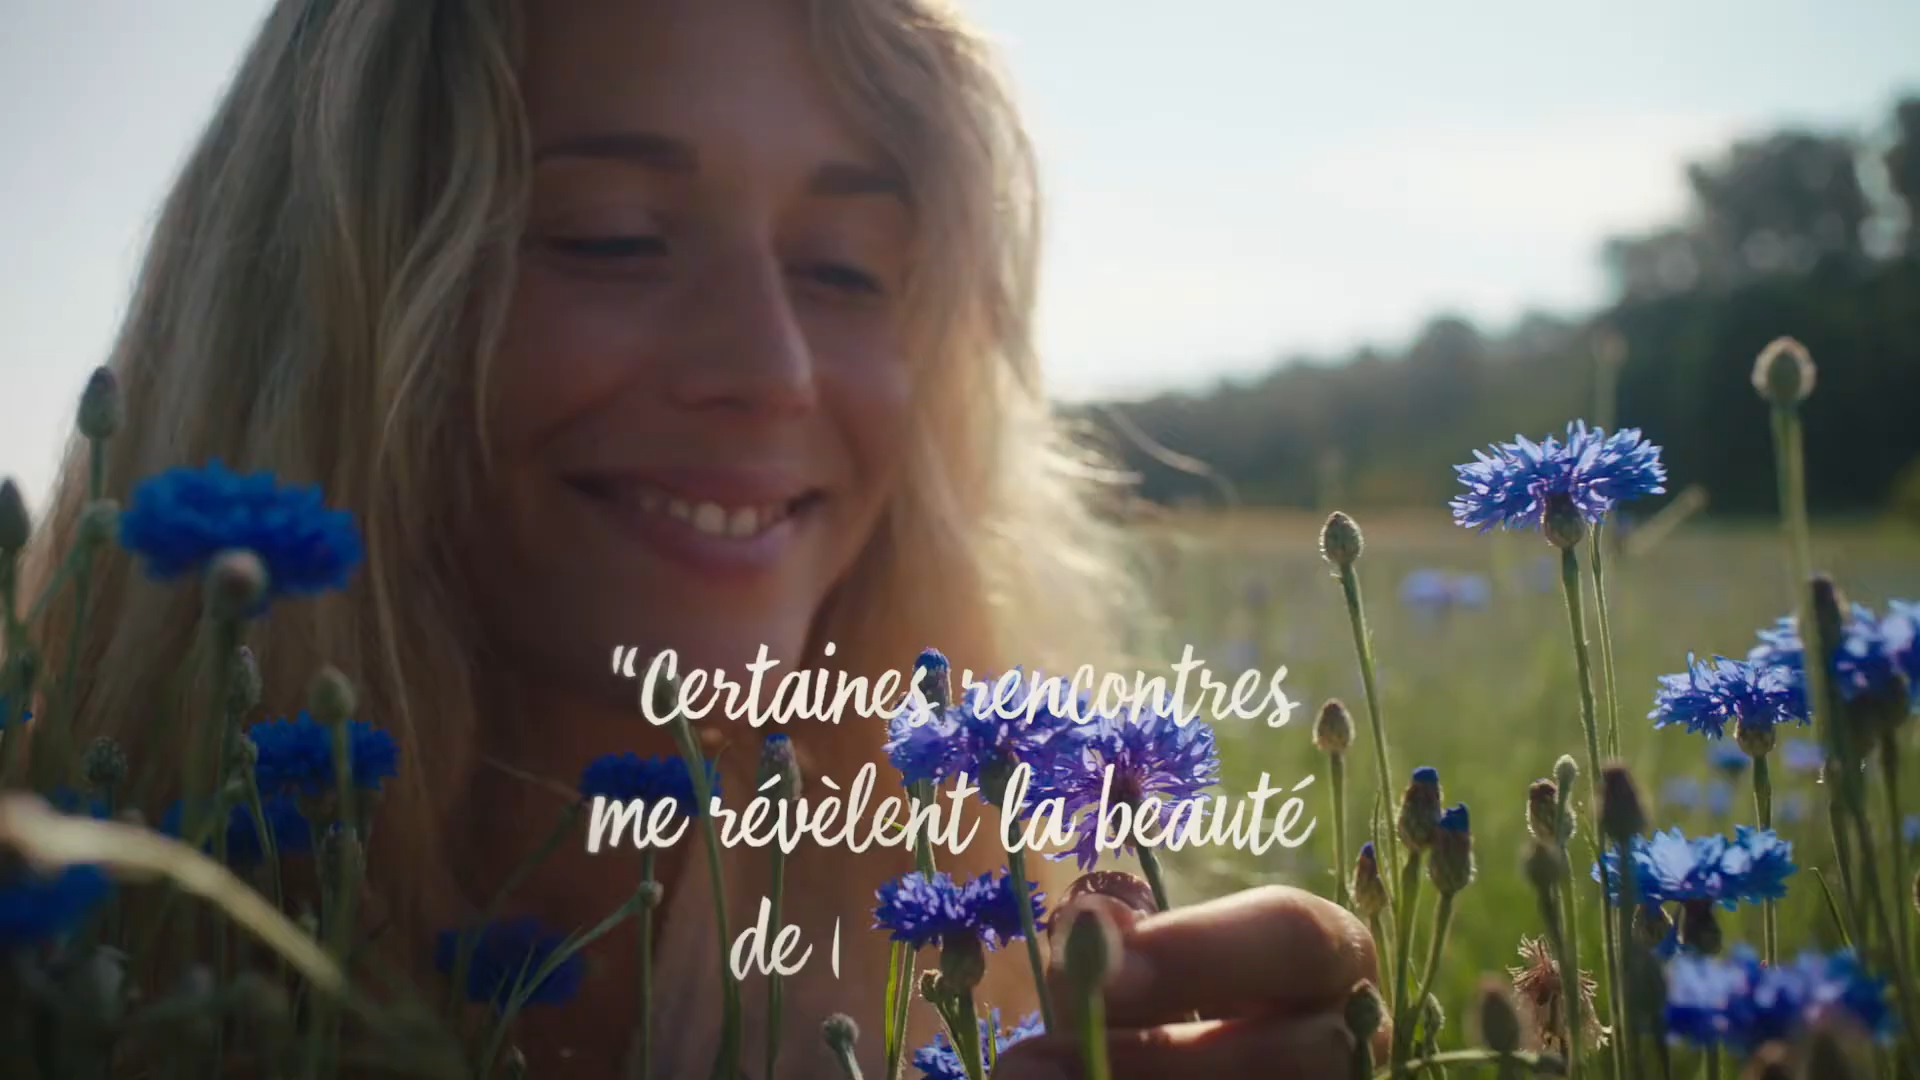 “Certaines rencontres
me révèlent la beauté
de